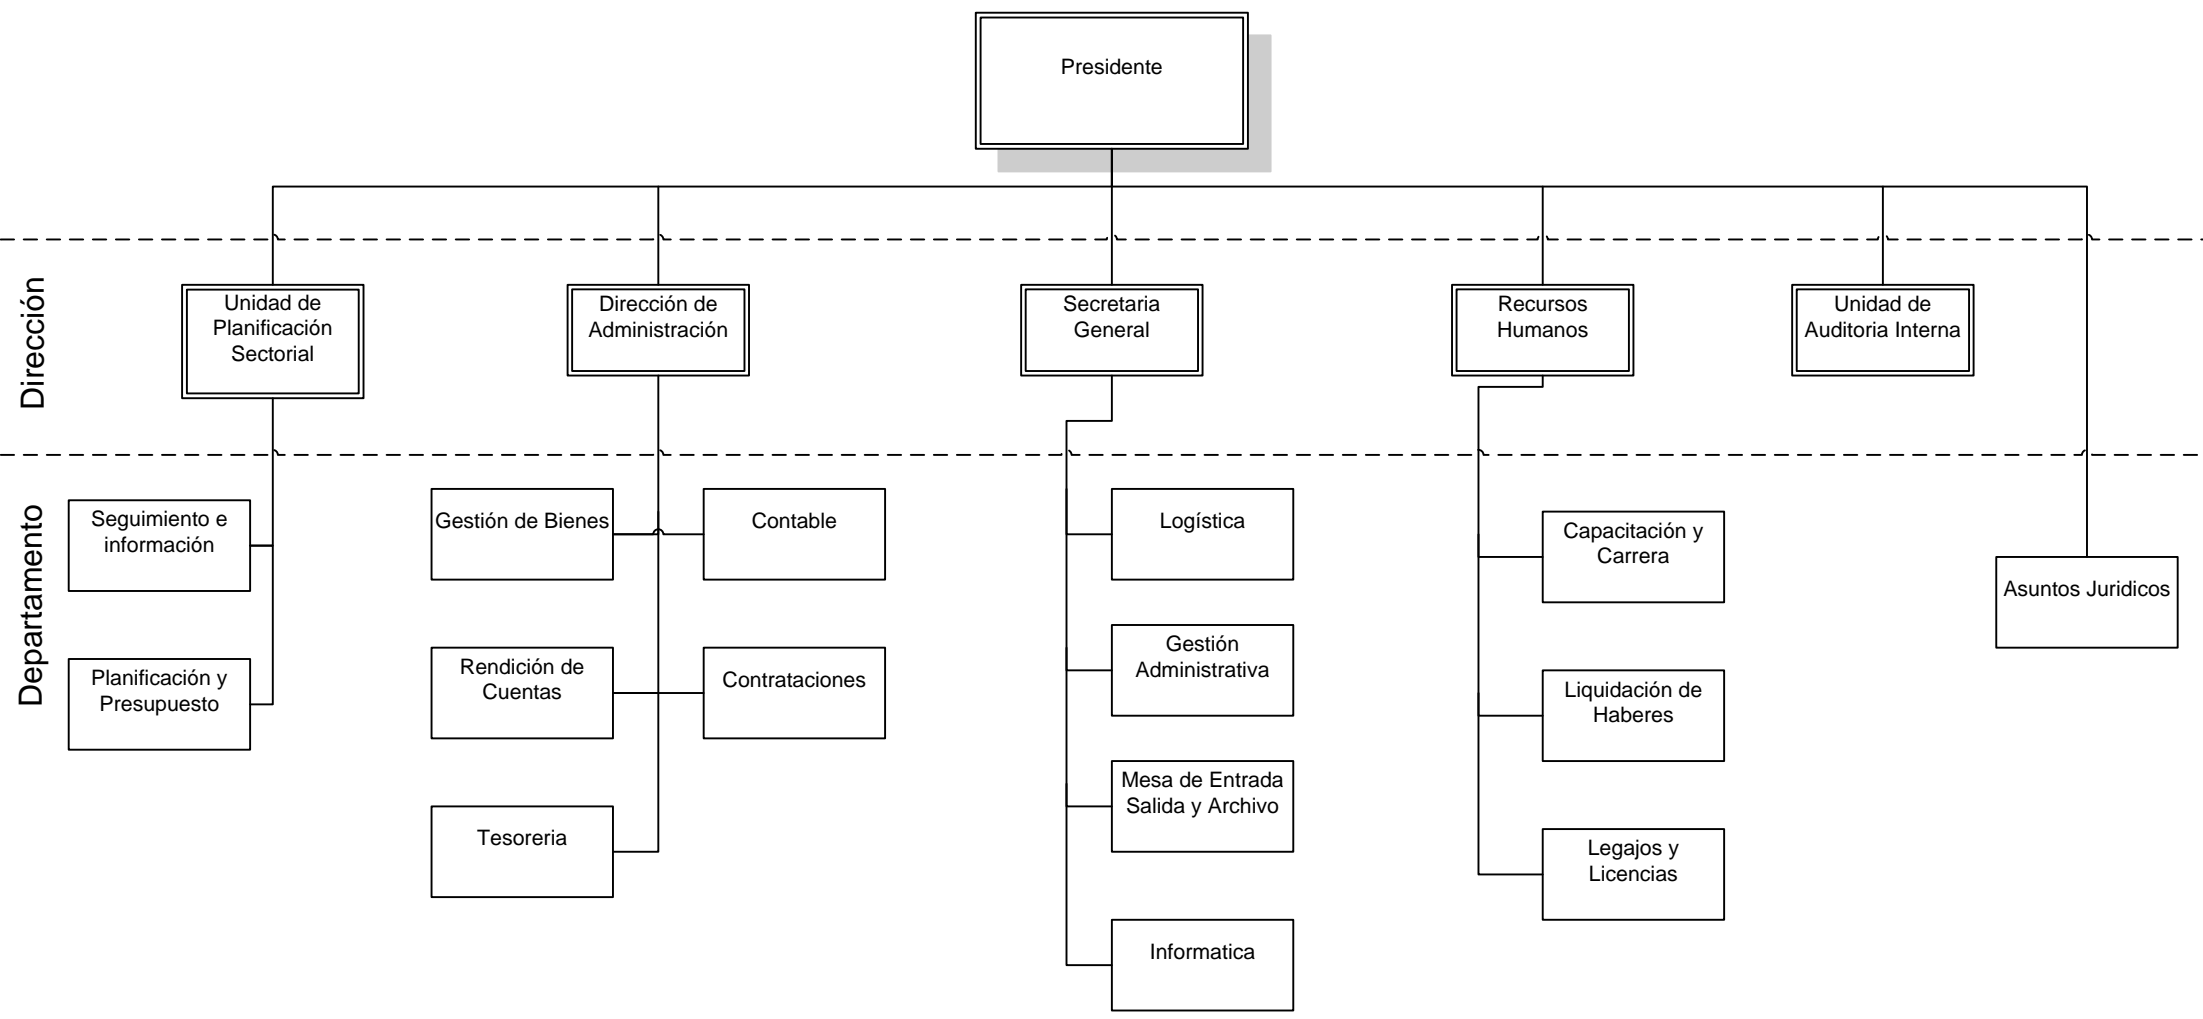 Presidente
Dirección
Unidad de
Planificación
Sectorial
Dirección de
Administración
Secretaria
General
Recursos
Humanos
Unidad de
Auditoria Interna
Departamento
Seguimiento e
información
Planificación y
Presupuesto
Gestión de Bienes
Contable
Rendición de
Cuentas
Contrataciones
Tesoreria
Logística
Gestión
Administrativa
Mesa de Entrada
Salida y Archivo
Informatica
Capacitación y
Carrera
Liquidación de
Haberes
Legajos y
Licencias
Asuntos Juridicos